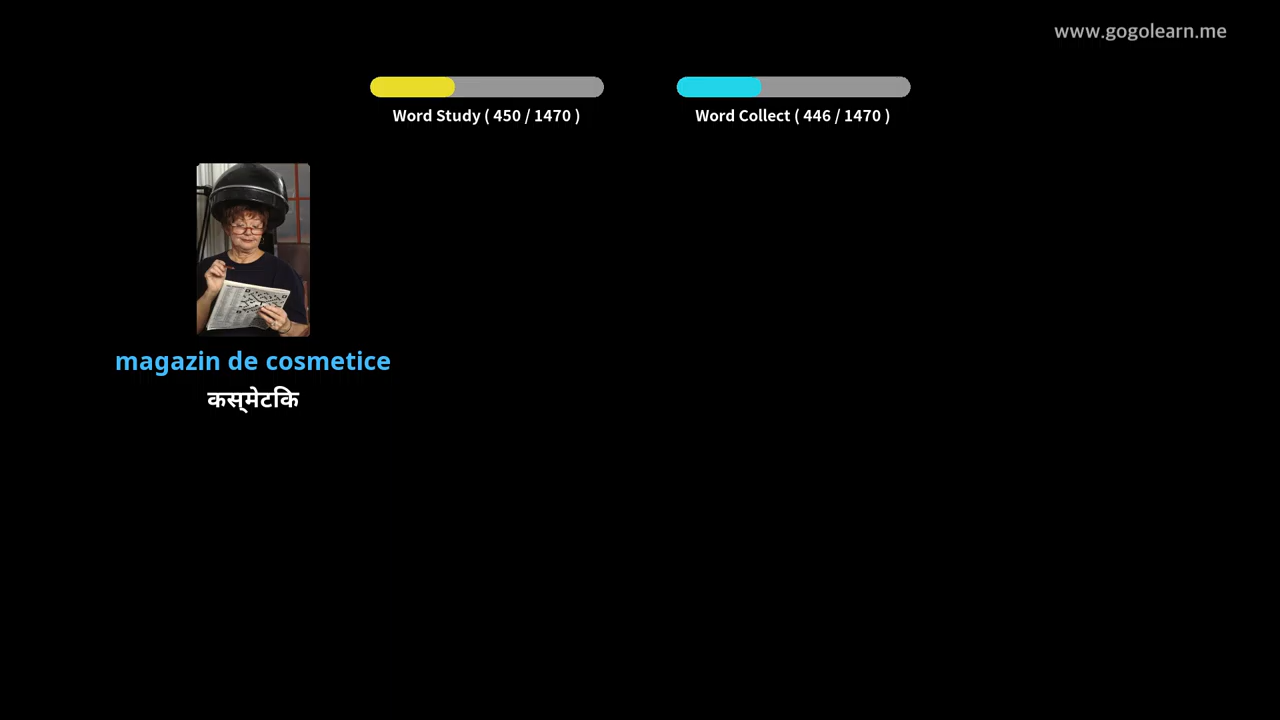 www.gogolearn.me
Word Study ( 450 / 1470 )
Word Collect ( 446 / 1470 )
magazin de cosmetice
कस्मेटकि